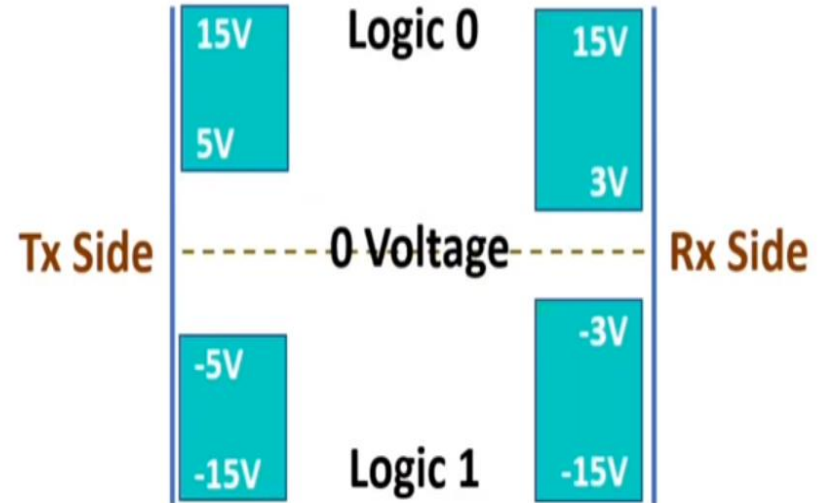 15V
Logic 0
15V
5V
3V
Tx Side
0 Voltage
Rx Side
-5V
-3V
-15V
Logic 1
-15V